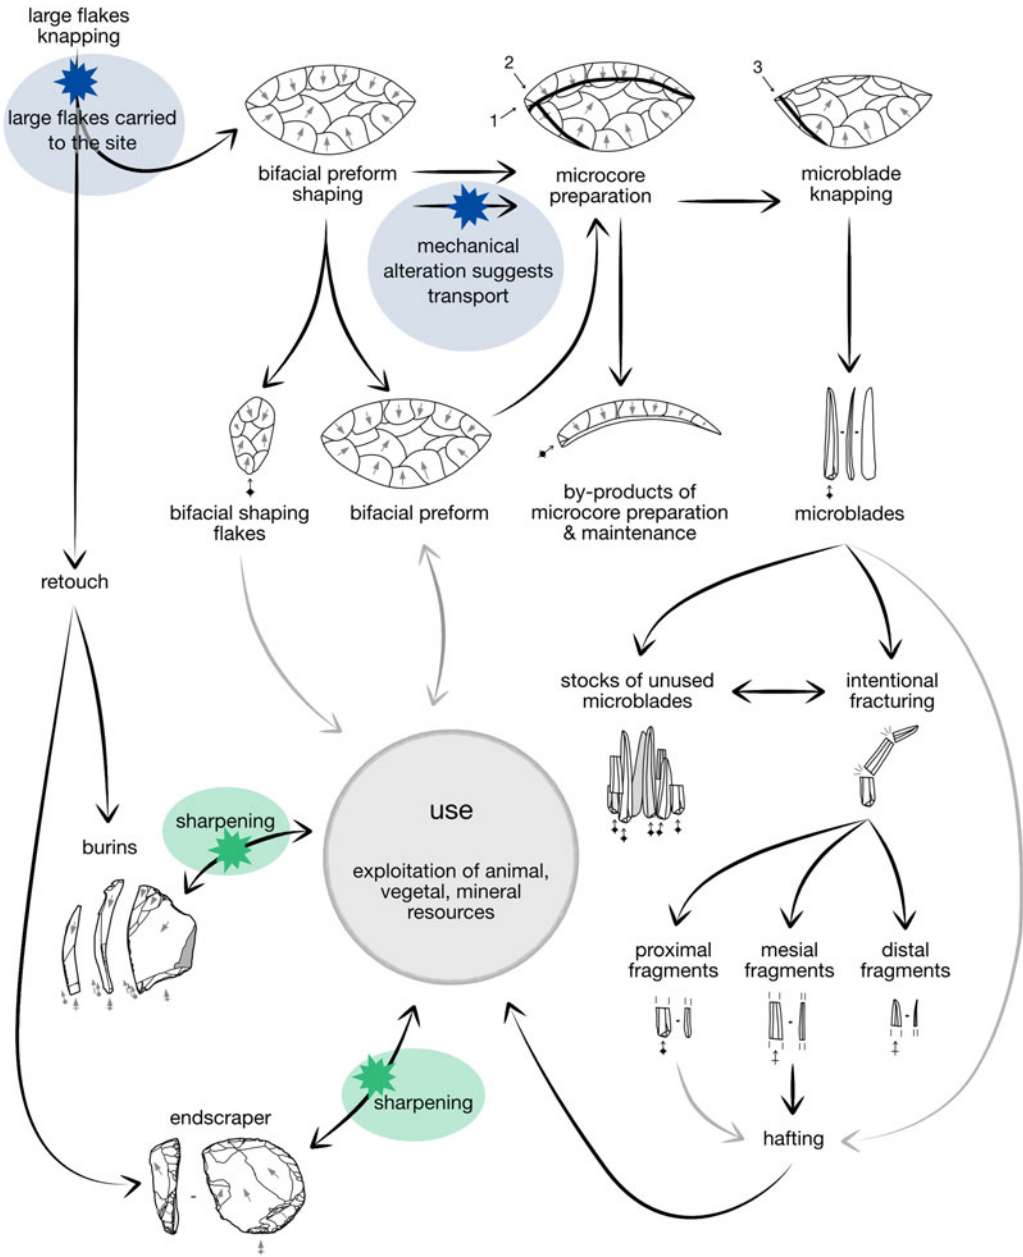 large flakes
knapping
large flakes carried
to the site
bifacial preform
shaping
2
1
microcore
preparation
3
microblade
knapping
mechanical
alteration suggests
transport
bifacial shaping
flakes
bifacial preform
by-products of
microcore preparation
& maintenance
microblades
retouch
stocks of unused
microblades
intentional
fracturing
burins
sharpening
use
exploitation of animal,
vegetal, mineral
resources
proximal
fragments
mesial
fragments
distal
fragments
sharpening
endscraper
hafting